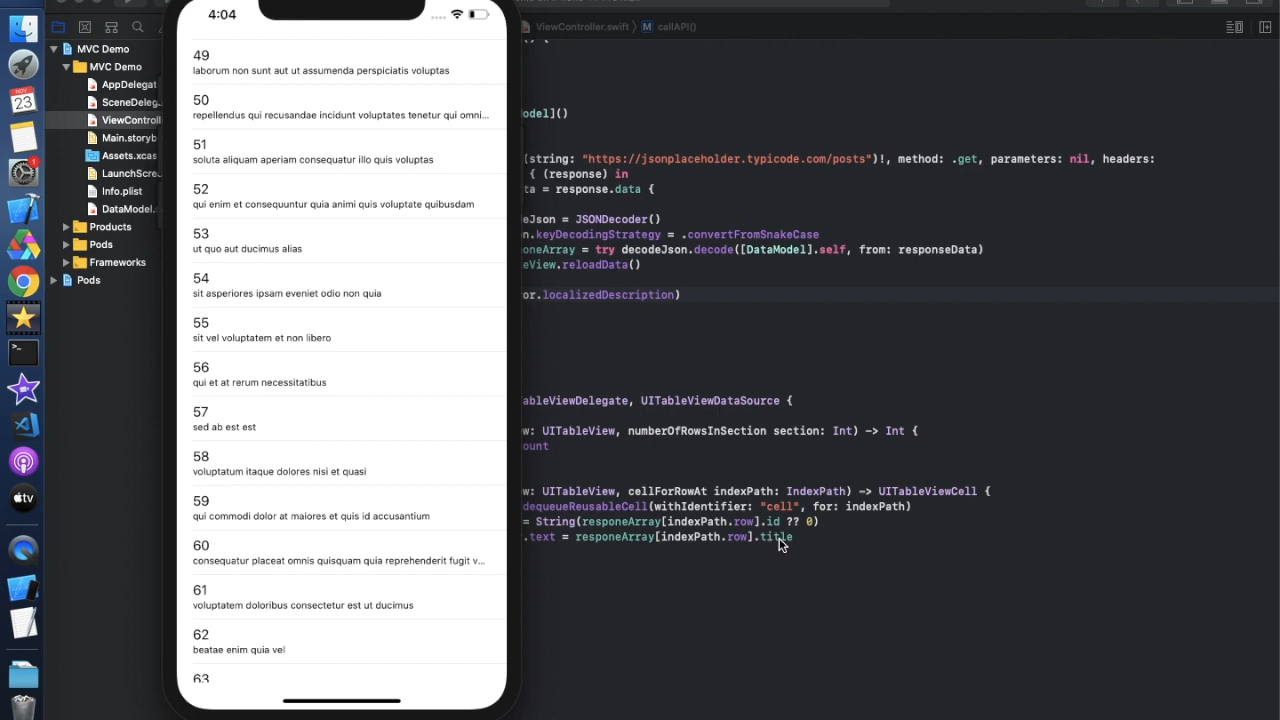 4:04
49
laborum non sunt aut ut assumenda perspiciatis voluptas
50
repellendus qui recusandae incidunt voluptates tenetur qui omni...
51
soluta aliquam aperiam consequatur illo quis voluptas
52
qui enim et consequuntur quia animi quis voluptate quibusdam
53
ut quo aut ducimus alias
54
sit asperiores ipsam eveniet odio non quia
55
sit vel voluptatem et non libero
56
qui et at rerum necessitatibus
57
sed ab est est
58
voluptatum itaque dolores nisi et quasi
59
qui commodi dolor at maiores et quis id accusantium
60
consequatur placeat omnis quisquam quia reprehenderit fugit v...
61
voluptatem doloribus consectetur est ut ducimus
62
beatae enim quia vel
63
NOV
23
1
tv
MVC Demo
MVC Demo
AppDelegat
SceneDeleg
ViewControll
Main.storyb
Assets.xcas
LaunchScre
Info.plist
DataModel.
Products
Pods
Frameworks
Pods
ViewController.swift
M callAPI()
() {
odel]()
(string: "https://jsonplaceholder.typicode.com/posts")!, method: .get, parameters: nil, headers:
{ (response) in
ta = response.data {
eJson = JSONDecoder()
n.keyDecodingStrategy = .convertFromSnakeCase
oneArray = try decodeJson.decode([DataModel].self, from: responseData)
eView.reloadData()
or.localizedDescription)
ableViewDelegate, UITableViewDataSource {
w: UITableView, numberOfRowsInSection section: Int) -> Int {
ount
w: UITableView, cellForRowAt indexPath: IndexPath) -> UITableViewCell {
dequeueReusableCell(withIdentifier: "cell", for: indexPath)
= String(responeArray[indexPath.row].id ?? 0)
.text = responeArray[indexPath.row].title